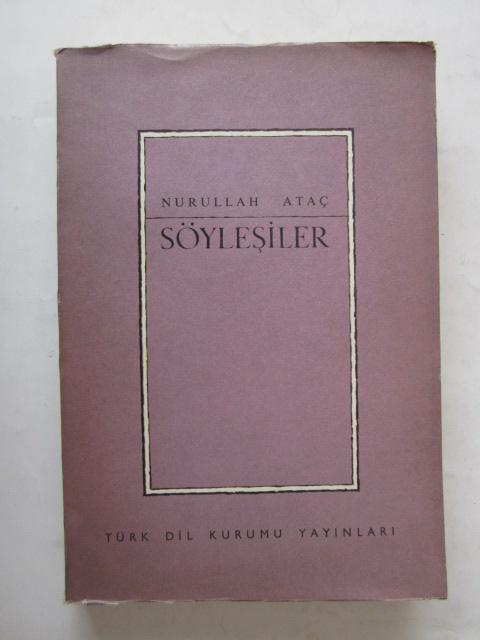 NURULLAH ATAÇ
SÖYLEŞİLER
TÜRK DİL KURUMU YAYINLARI